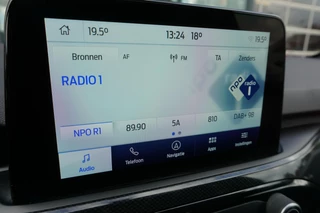 19.5° 13:24 18° 19.5°
Bronnen AF FM TA Zenders
RADIO 1
npo radio 1
NPO R1 89.90 5A 810 DAB+ 98
Audio Telefoon Navigatie Apps Instellingen